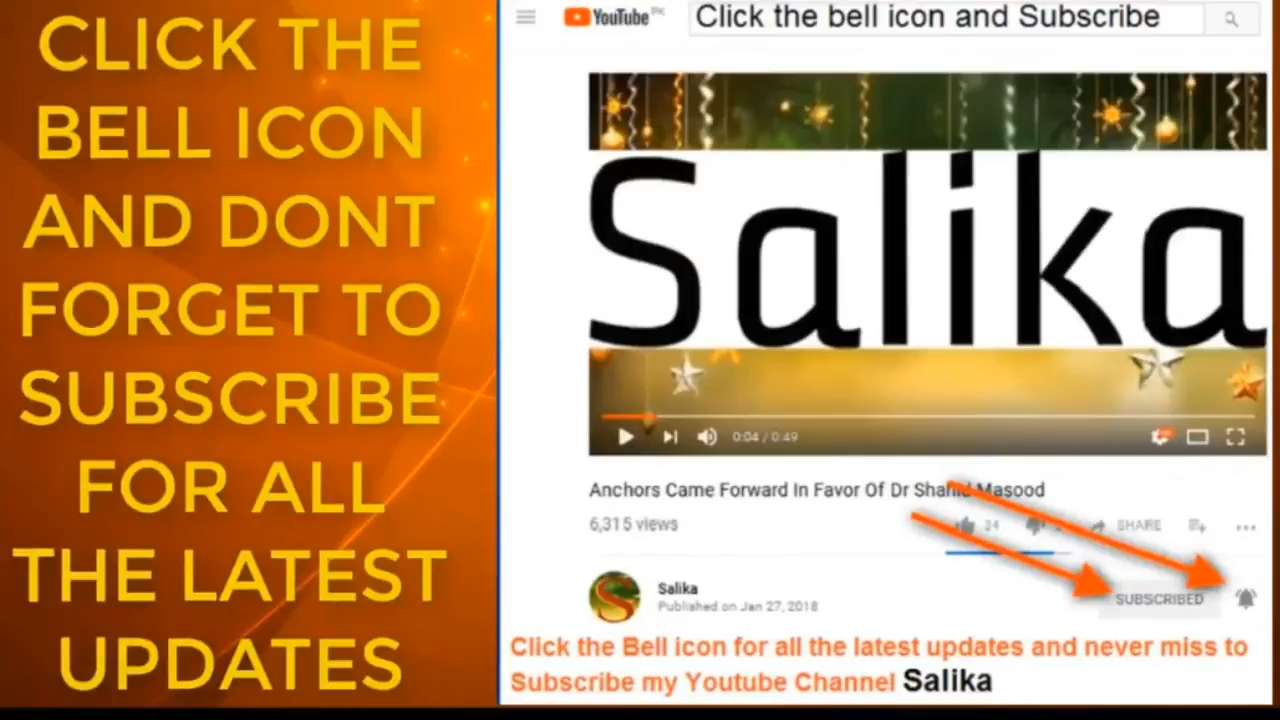 CLICK THE
BELL ICON
AND DONT
FORGET TO
SUBSCRIBE
FOR ALL
THE LATEST
UPDATES
YouTube PK
Click the bell icon and Subscribe
Salika
0:04 / 0:49
Anchors Came Forward In Favor Of Dr Shahid Masood
6,315 views
24
SHARE
Salika
Published on Jan 27, 2018
SUBSCRIBED
Click the Bell icon for all the latest updates and never miss to
Subscribe my Youtube Channel Salika